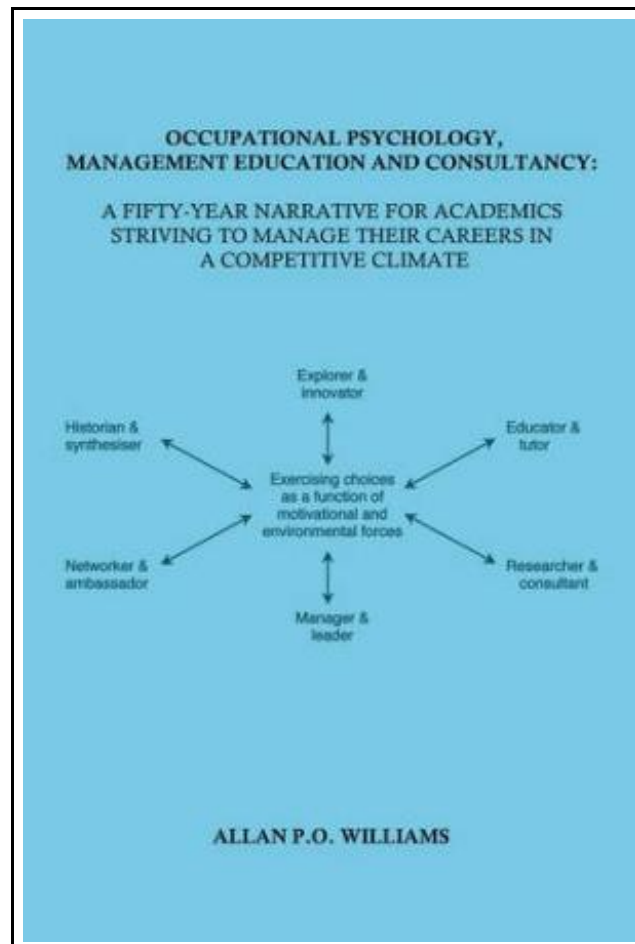 OCCUPATIONAL PSYCHOLOGY,
MANAGEMENT EDUCATION AND CONSULTANCY:
A FIFTY-YEAR NARRATIVE FOR ACADEMICS
STRIVING TO MANAGE THEIR CAREERS IN
A COMPETITIVE CLIMATE
Explorer &
innovator
Historian &
synthesiser
Educator &
tutor
Exercising choices
as a function of
motivational and
environmental forces
Networker &
ambassador
Researcher &
consultant
Manager &
leader
ALLAN P.O. WILLIAMS